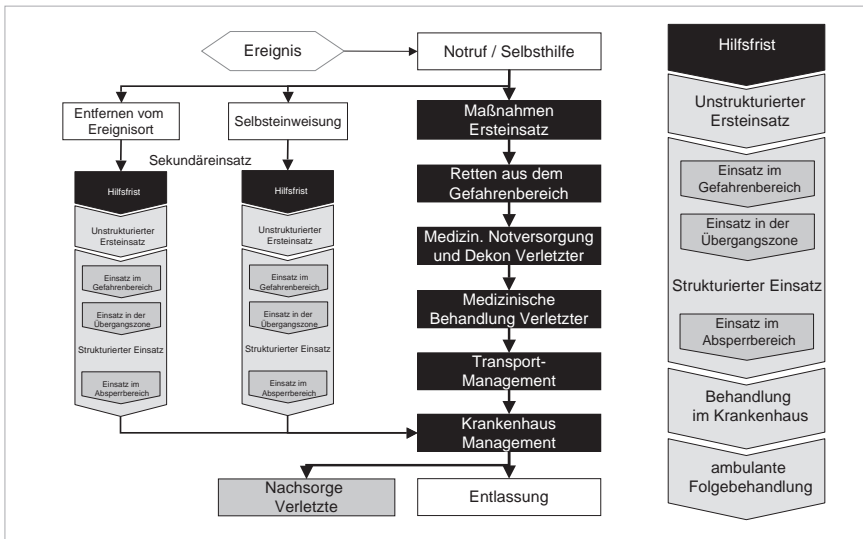 Ereignis
Notruf / Selbsthilfe
Entfernen vom
Ereignisort
Selbsteinweisung
Sekundäreinsatz
Hilfsfrist
Unstrukturierter
Ersteinsatz
Einsatz im
Gefahrenbereich
Einsatz in der
Übergangszone
Strukturierter Einsatz
Einsatz im
Absperrbereich
Hilfsfrist
Unstrukturierter
Ersteinsatz
Einsatz im
Gefahrenbereich
Einsatz in der
Übergangszone
Strukturierter Einsatz
Einsatz im
Absperrbereich
Maßnahmen
Ersteinsatz
Retten aus dem
Gefahrenbereich
Medizin. Notversorgung
und Dekon Verletzter
Medizinische
Behandlung Verletzter
Transport-
Management
Krankenhaus
Management
Nachsorge
Verletzte
Entlassung
Hilfsfrist
Unstrukturierter
Ersteinsatz
Einsatz im
Gefahrenbereich
Einsatz in der
Übergangszone
Strukturierter Einsatz
Einsatz im
Absperrbereich
Behandlung
im Krankenhaus
ambulante
Folgebehandlung